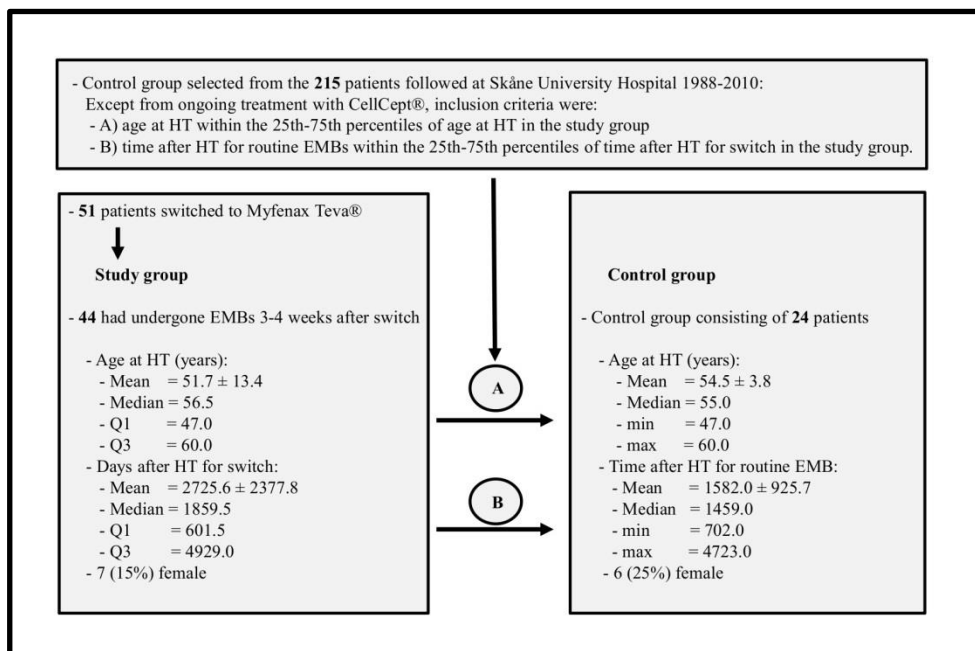 - Control group selected from the 215 patients followed at Skåne University Hospital 1988-2010:
Except from ongoing treatment with CellCept®, inclusion criteria were:
- A) age at HT within the 25th-75th percentiles of age at HT in the study group
- B) time after HT for routine EMBs within the 25th-75th percentiles of time after HT for switch in the study group.
- 51 patients switched to Myfenax Teva®
Study group
- 44 had undergone EMBs 3-4 weeks after switch
- Age at HT (years):
- Mean = 51.7 ± 13.4
- Median = 56.5
- Q1 = 47.0
- Q3 = 60.0
- Days after HT for switch:
- Mean = 2725.6 ± 2377.8
- Median = 1859.5
- Q1 = 601.5
- Q3 = 4929.0
- 7 (15%) female
A
B
Control group
- Control group consisting of 24 patients
- Age at HT (years):
- Mean = 54.5 ± 3.8
- Median = 55.0
- min = 47.0
- max = 60.0
- Time after HT for routine EMB:
- Mean = 1582.0 ± 925.7
- Median = 1459.0
- min = 702.0
- max = 4723.0
- 6 (25%) female